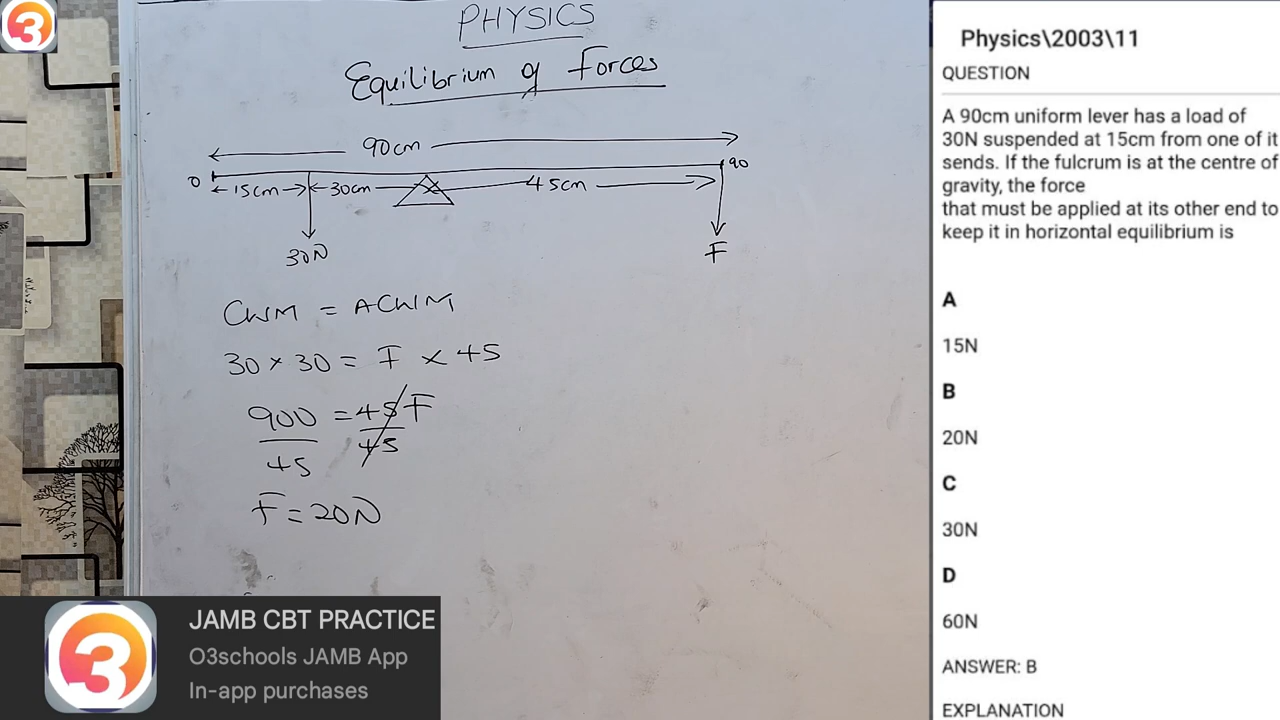 3
PHYSICS
Equilibrium of Forces
90cm
0
15cm
30cm
45cm
90
30N
F
CWM = ACWM
30 × 30 = F × 45
900 = 45F
45 45
F = 20N
3
JAMB CBT PRACTICE
O3schools JAMB App
In-app purchases
Physics\2003\11
QUESTION
A 90cm uniform lever has a load of
30N suspended at 15cm from one of it
sends. If the fulcrum is at the centre of
gravity, the force
that must be applied at its other end to
keep it in horizontal equilibrium is
A
15N
B
20N
C
30N
D
60N
ANSWER: B
EXPLANATION